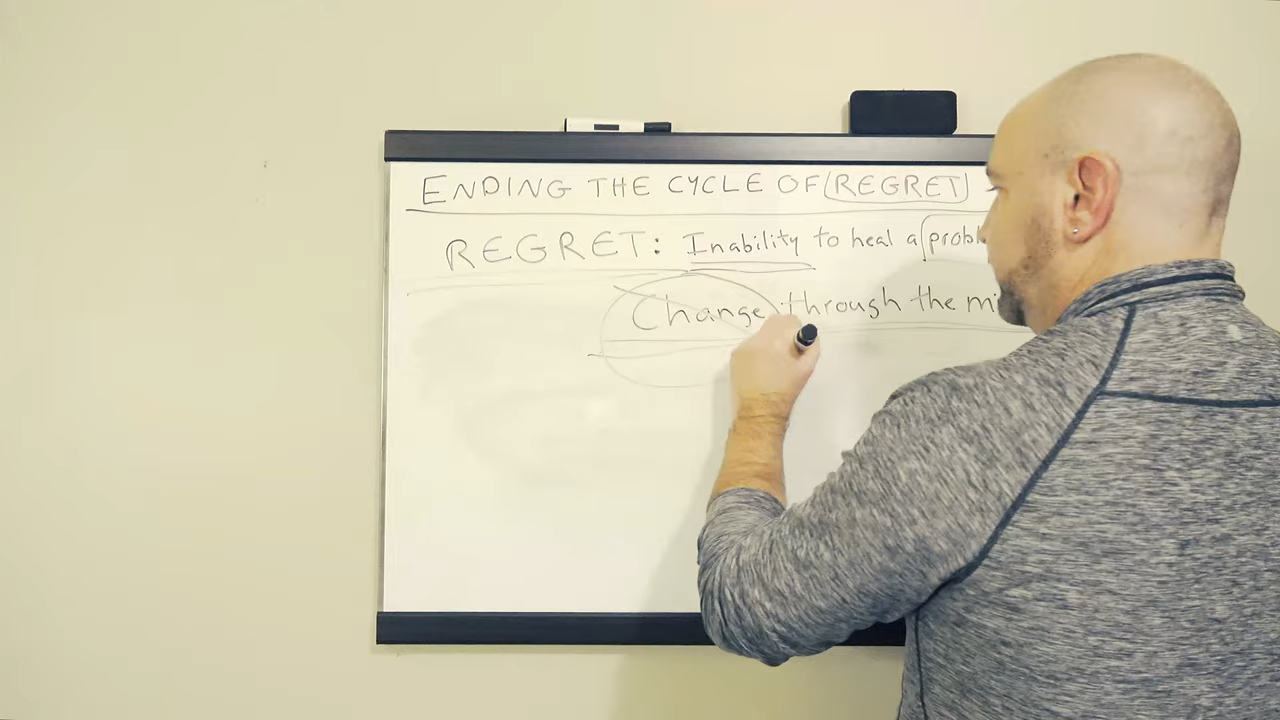 ENDING THE CYCLE OF (REGRET)
REGRET: Inability to heal a
Change through the